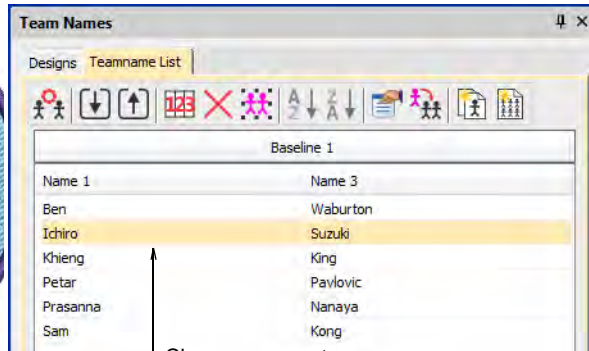 Team Names
Designs Teamname List
123
A Z
Z A
Baseline 1
Name 1 Name 3
Ben Waburton
Ichiro Suzuki
Khieng King
Petar Pavlovic
Prasanna Nanaya
Sam Kong